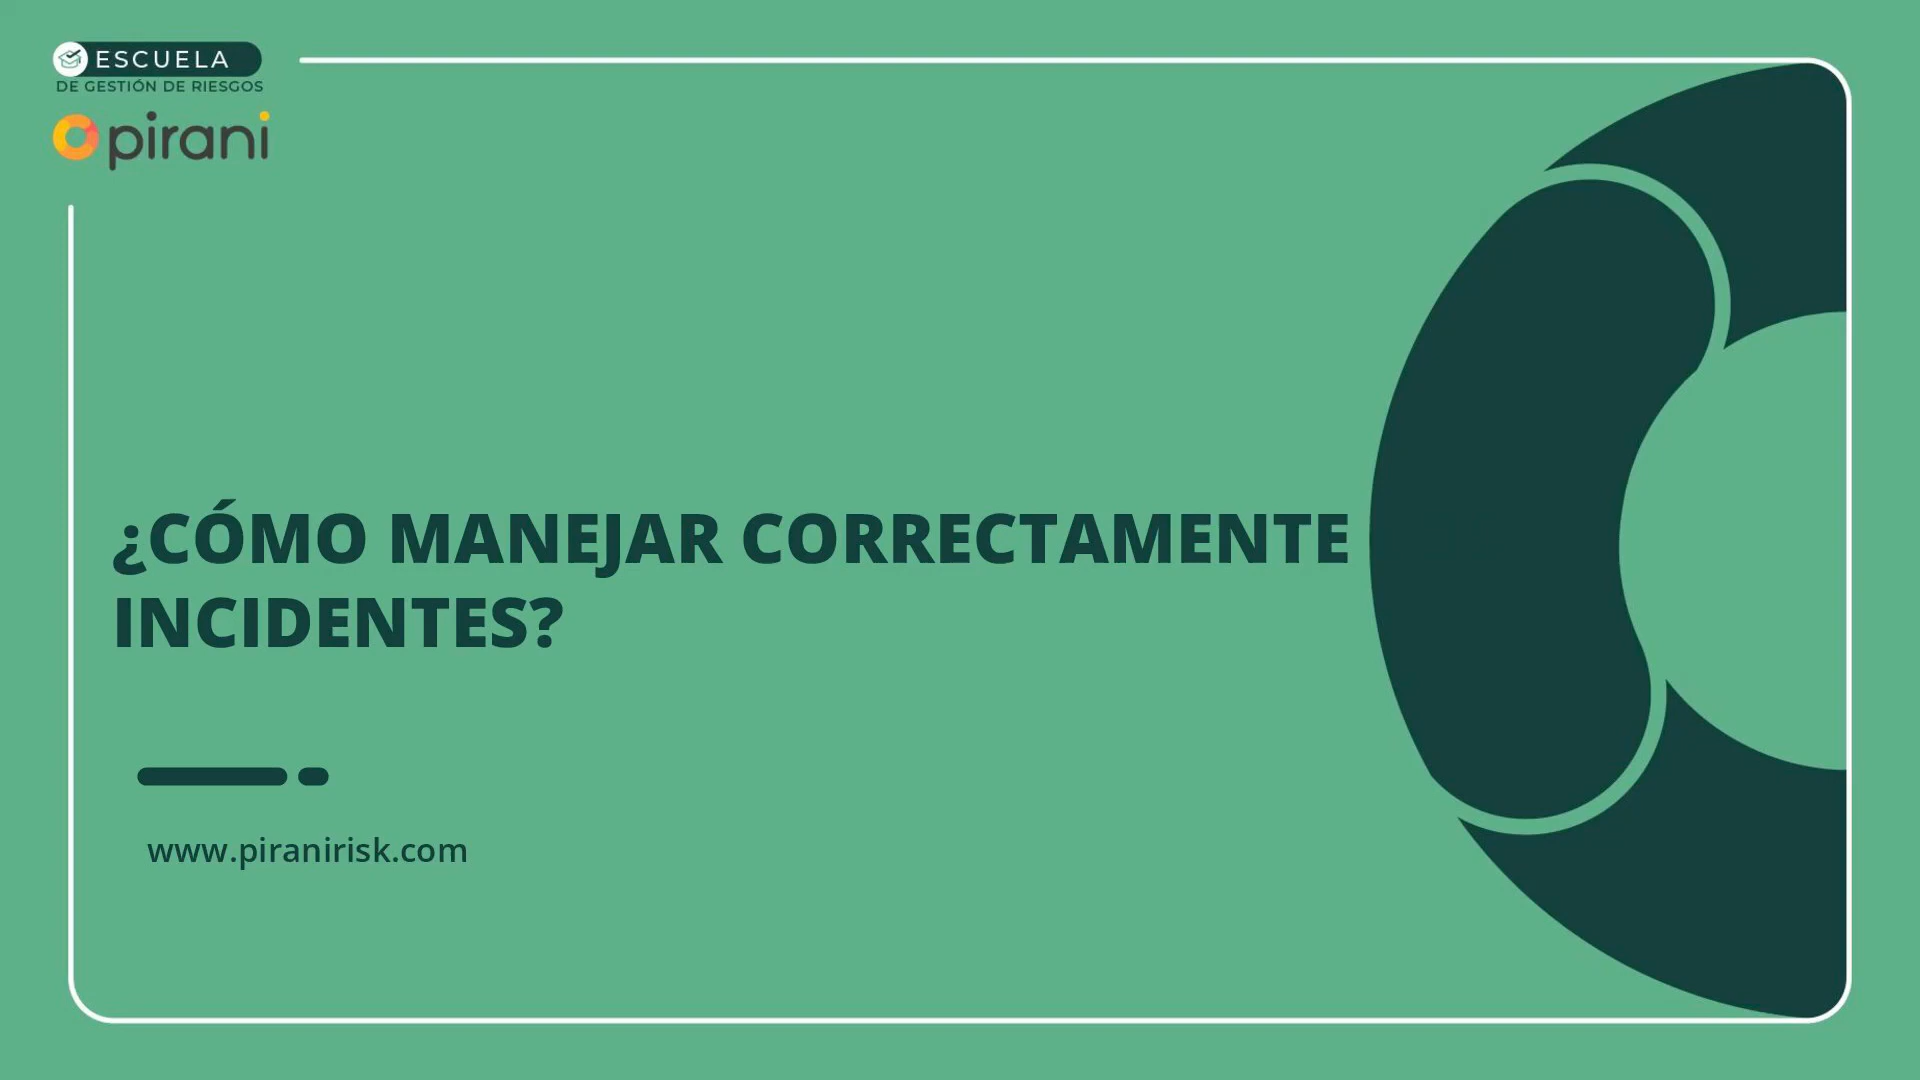 ESCUELA
DE GESTIÓN DE RIESGOS
pirani
¿CÓMO MANEJAR CORRECTAMENTE
INCIDENTES?
www.piranirisk.com